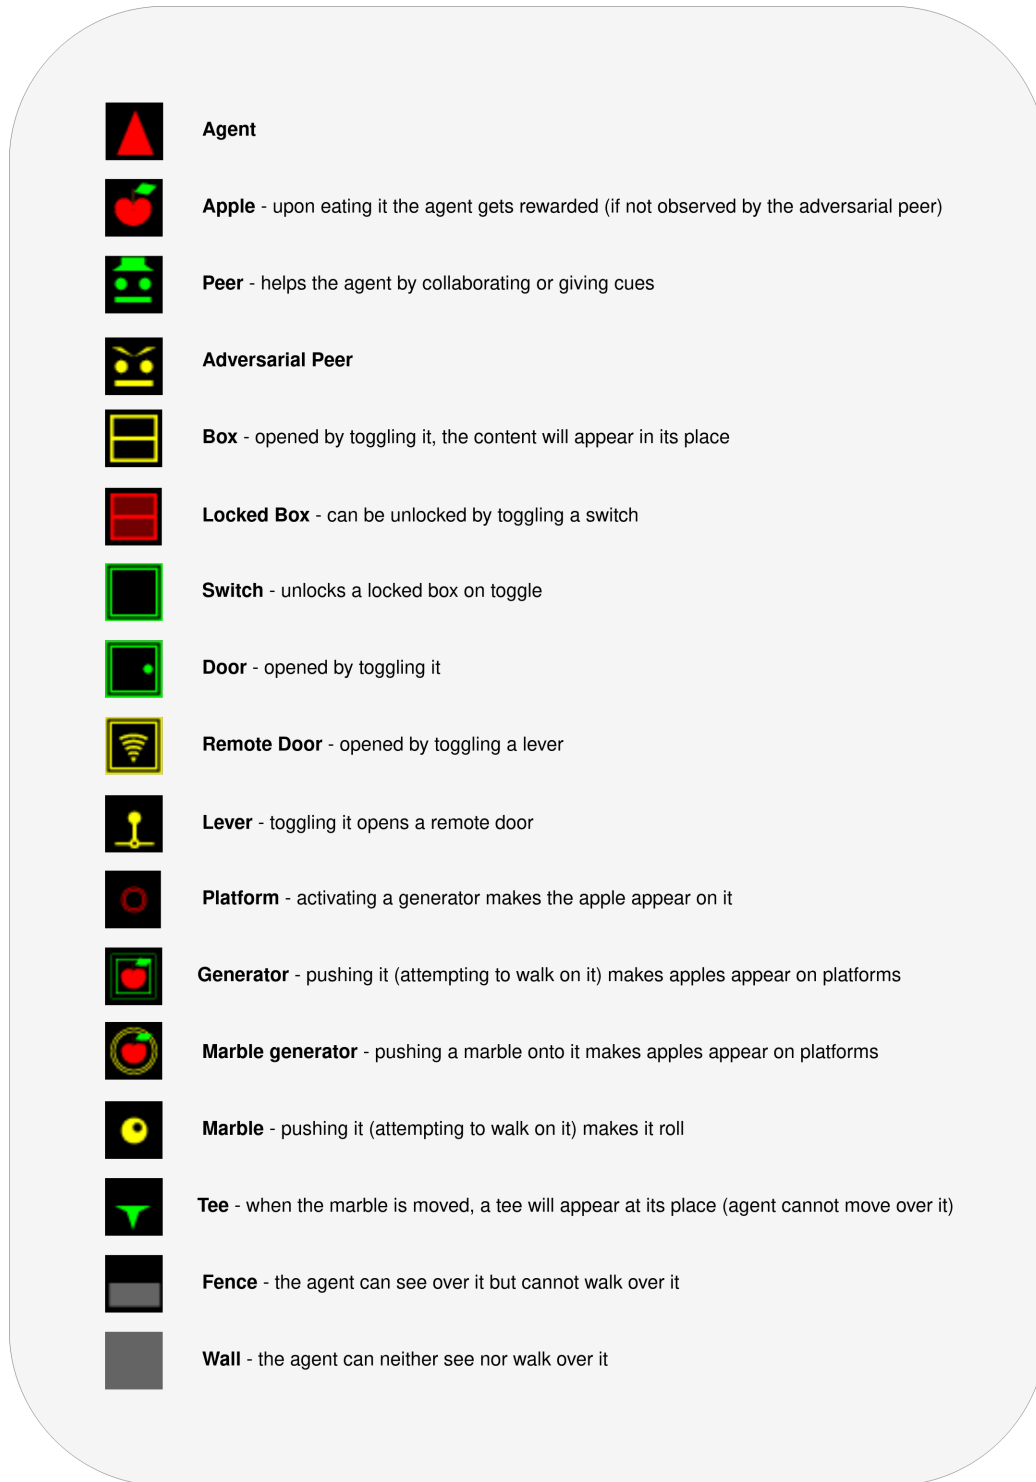 Agent
Apple - upon eating it the agent gets rewarded (if not observed by the adversarial peer)
Peer - helps the agent by collaborating or giving cues
Adversarial Peer
Box - opened by toggling it, the content will appear in its place
Locked Box - can be unlocked by toggling a switch
Switch - unlocks a locked box on toggle
Door - opened by toggling it
Remote Door - opened by toggling a lever
Lever - toggling it opens a remote door
Platform - activating a generator makes the apple appear on it
Generator - pushing it (attempting to walk on it) makes apples appear on platforms
Marble generator - pushing a marble onto it makes apples appear on platforms
Marble - pushing it (attempting to walk on it) makes it roll
Tee - when the marble is moved, a tee will appear at its place (agent cannot move over it)
Fence - the agent can see over it but cannot walk over it
Wall - the agent can neither see nor walk over it